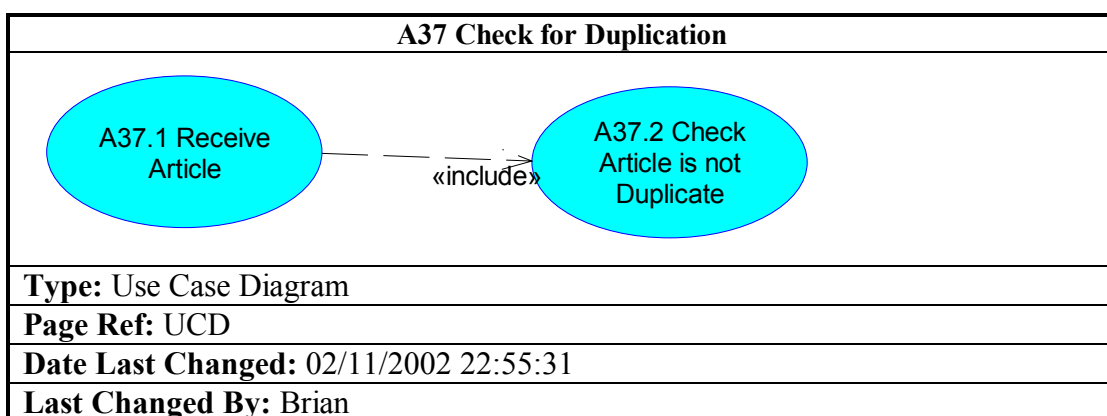 A37 Check for Duplication
A37.1 Receive
Article
«include»
A37.2 Check
Article is not
Duplicate
Type: Use Case Diagram
Page Ref: UCD
Date Last Changed: 02/11/2002 22:55:31
Last Changed By: Brian